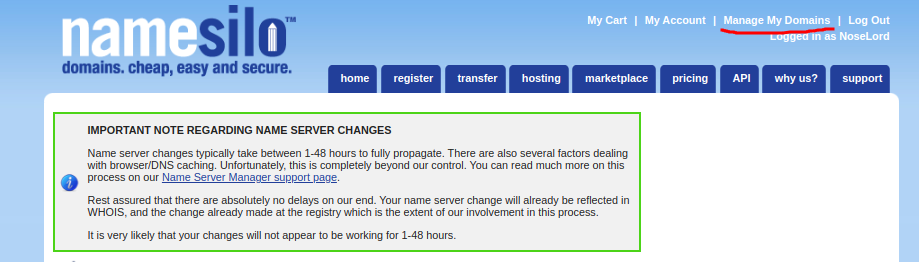 namesilo™
domains. cheap, easy and secure.
My Cart | My Account | Manage My Domains | Log Out
Logged in as NoseLord
home register transfer hosting marketplace pricing API why us? support
IMPORTANT NOTE REGARDING NAME SERVER CHANGES
Name server changes typically take between 1-48 hours to fully propagate. There are also several factors dealing
with browser/DNS caching. Unfortunately, this is completely beyond our control. You can read much more on this
process on our Name Server Manager support page.
Rest assured that there are absolutely no delays on our end. Your name server change will already be reflected in
WHOIS, and the change already made at the registry which is the extent of our involvement in this process.
It is very likely that your changes will not appear to be working for 1-48 hours.